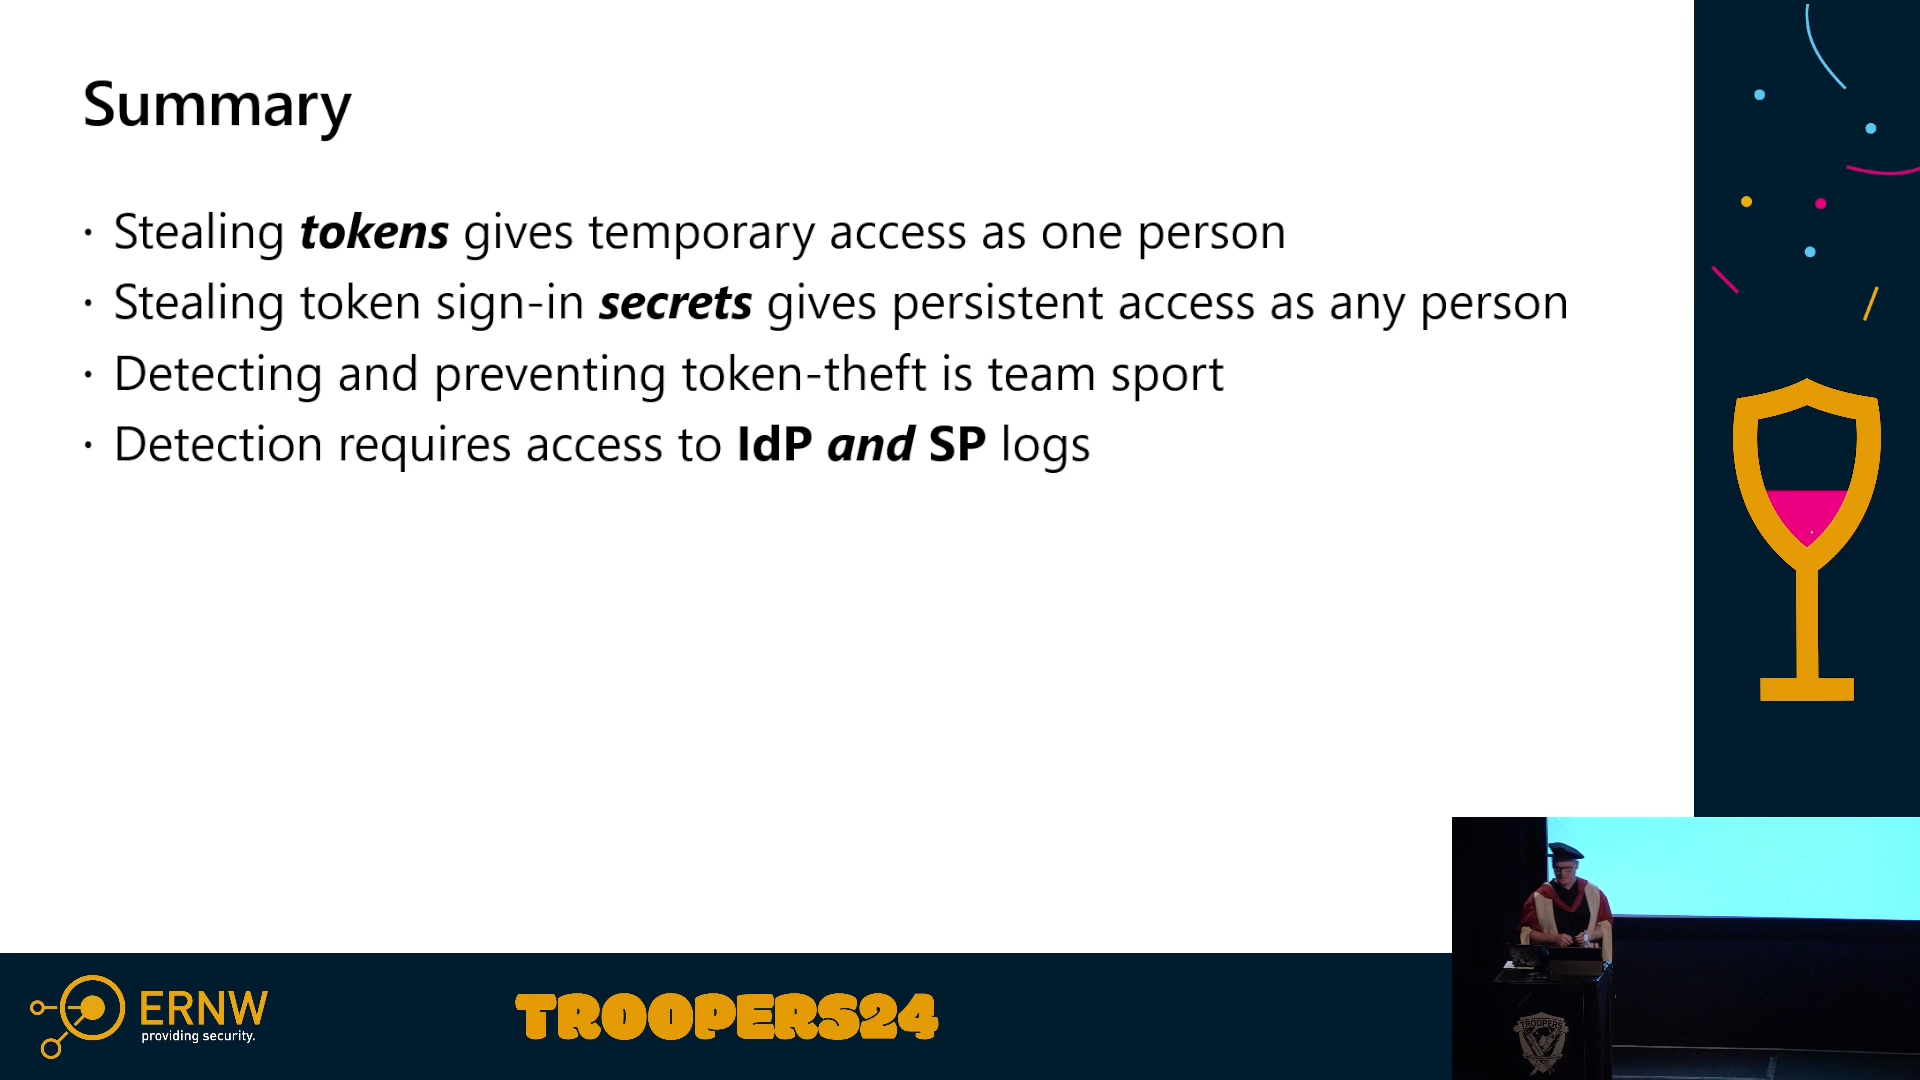 Summary
· Stealing tokens gives temporary access as one person
· Stealing token sign-in secrets gives persistent access as any person
· Detecting and preventing token-theft is team sport
· Detection requires access to IdP and SP logs
ERNW
providing security.
TROOPERS24
TROOPERS